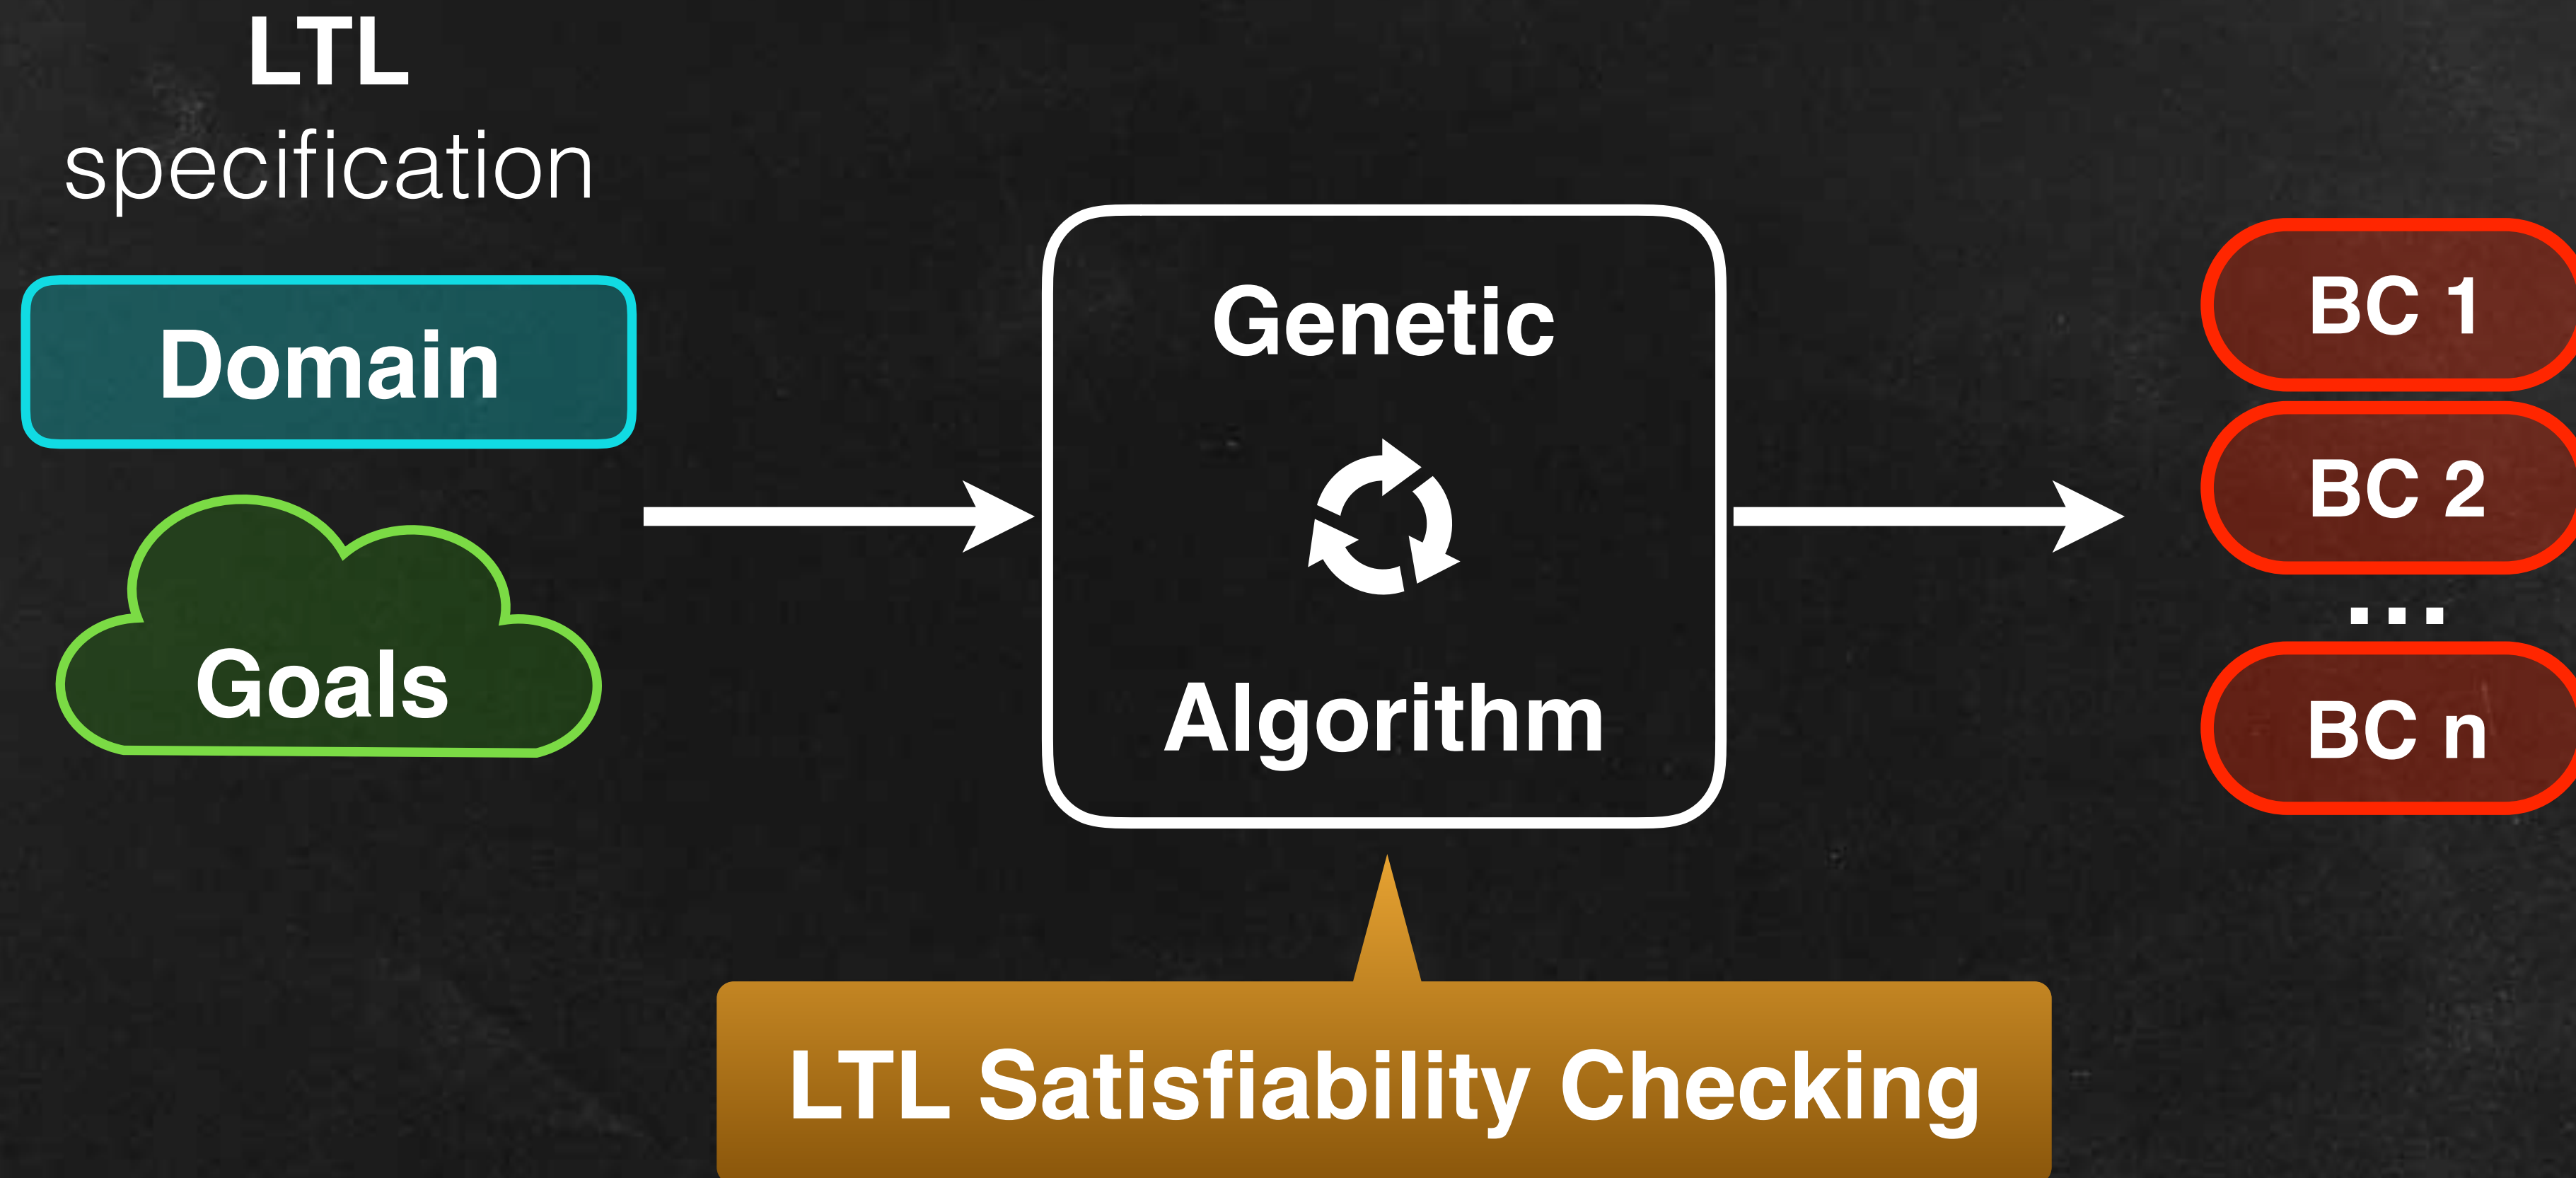 LTL
specification
Domain
Goals
Genetic
Algorithm
BC 1
BC 2
...
BC n
LTL Satisfiability Checking